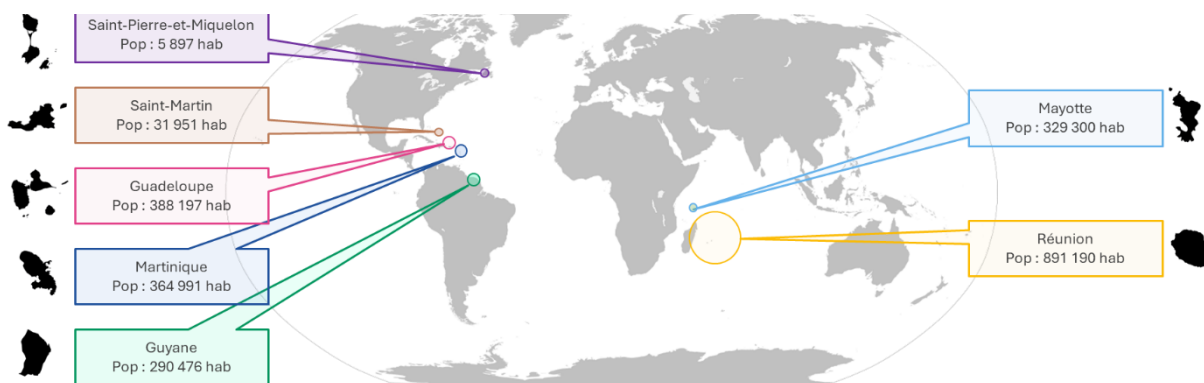 Saint-Pierre-et-Miquelon
Pop : 5 897 hab
Saint-Martin
Pop : 31 951 hab
Guadeloupe
Pop : 388 197 hab
Martinique
Pop : 364 991 hab
Guyane
Pop : 290 476 hab
Mayotte
Pop : 329 300 hab
Réunion
Pop : 891 190 hab